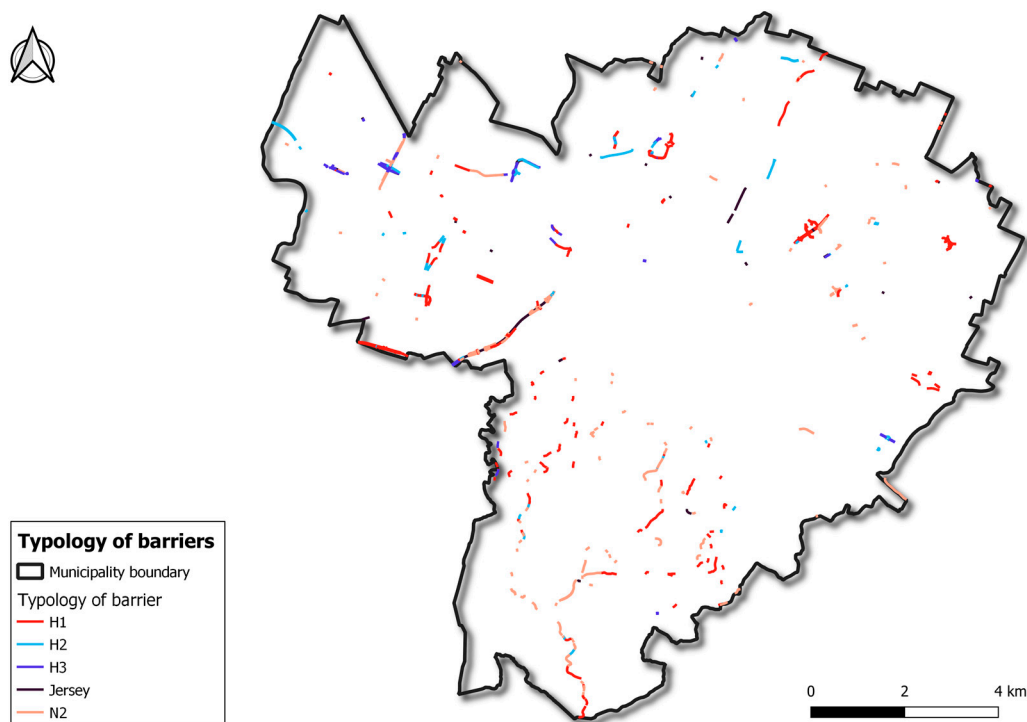 Typology of barriers
Municipality boundary
Typology of barrier
H1
H2
H3
Jersey
N2
0 2 4 km